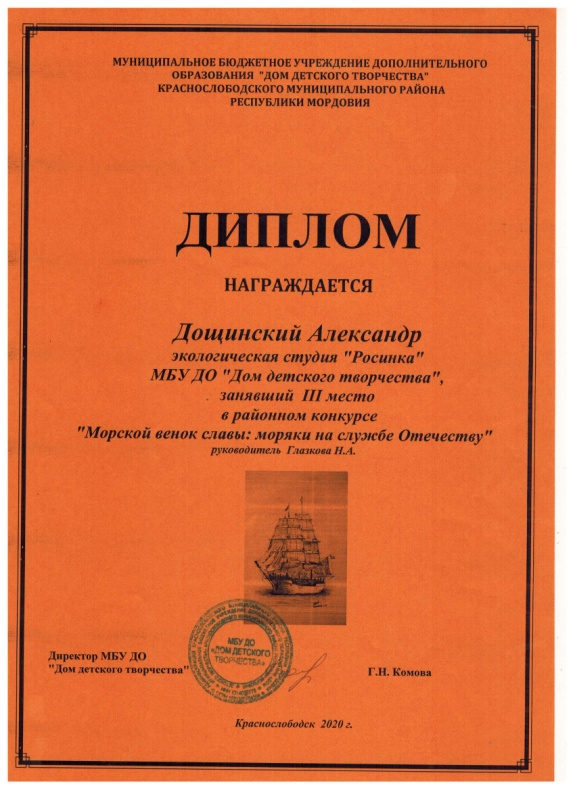 МУНИЦИПАЛЬНОЕ БЮДЖЕТНОЕ УЧРЕЖДЕНИЕ ДОПОЛНИТЕЛЬНОГО
ОБРАЗОВАНИЯ "ДОМ ДЕТСКОГО ТВОРЧЕСТВА"
КРАСНОСЛОБОДСКОГО МУНИЦИПАЛЬНОГО РАЙОНА
РЕСПУБЛИКИ МОРДОВИЯ
ДИПЛОМ
НАГРАЖДАЕТСЯ
Дощинский Александр
экологическая студия "Росинка"
МБУ ДО "Дом детского творчества",
занявший III место
в районном конкурсе
"Морской венок славы: моряки на службе Отечеству"
руководитель Глазкова Н.А.
МБУ ДО
«ДОМ ДЕТСКОГО
ТВОРЧЕСТВА»
Директор МБУ ДО
"Дом детского творчества"
Г.Н. Комова
Краснослободск 2020 г.